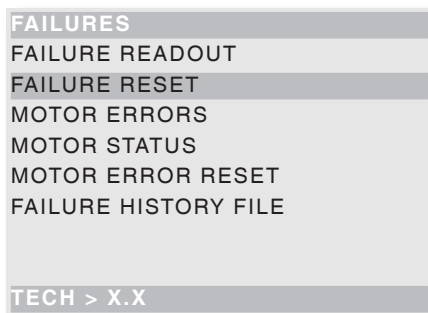 FAILURES
FAILURE READOUT
FAILURE RESET
MOTOR ERRORS
MOTOR STATUS
MOTOR ERROR RESET
FAILURE HISTORY FILE
TECH > X.X